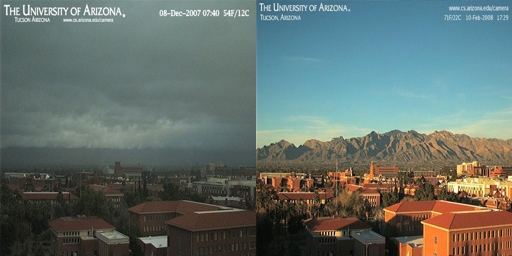 THE UNIVERSITY OF ARIZONA.
08-Dec-2007 07:40 54F/12C
TUCSON, ARIZONA www.cs.arizona.edu/camera
THE UNIVERSITY OF ARIZONA.
www.cs.arizona.edu/camera
TUCSON, ARIZONA
71F/22C 10-Feb-2008 17:29